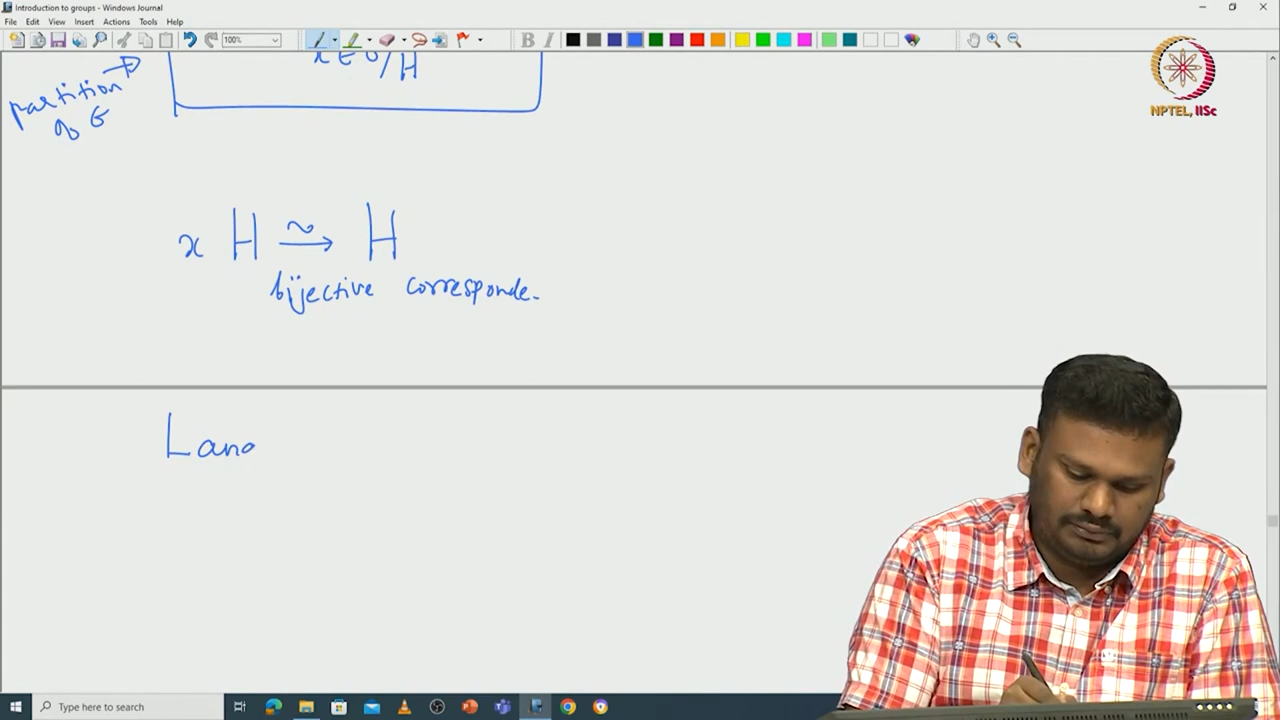 Introduction to groups - Windows Journal
File Edit View Insert Actions Tools Help
100%
B I
partition
of G
x ∈ G/H
x H ⥲ H
bijective corresponde.
Lang
NPTEL, IISc
Type here to search